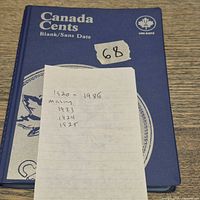 Canada
Cents
Blank/Sans Date
68
1920 - 1986
missing
1923
1924
1925